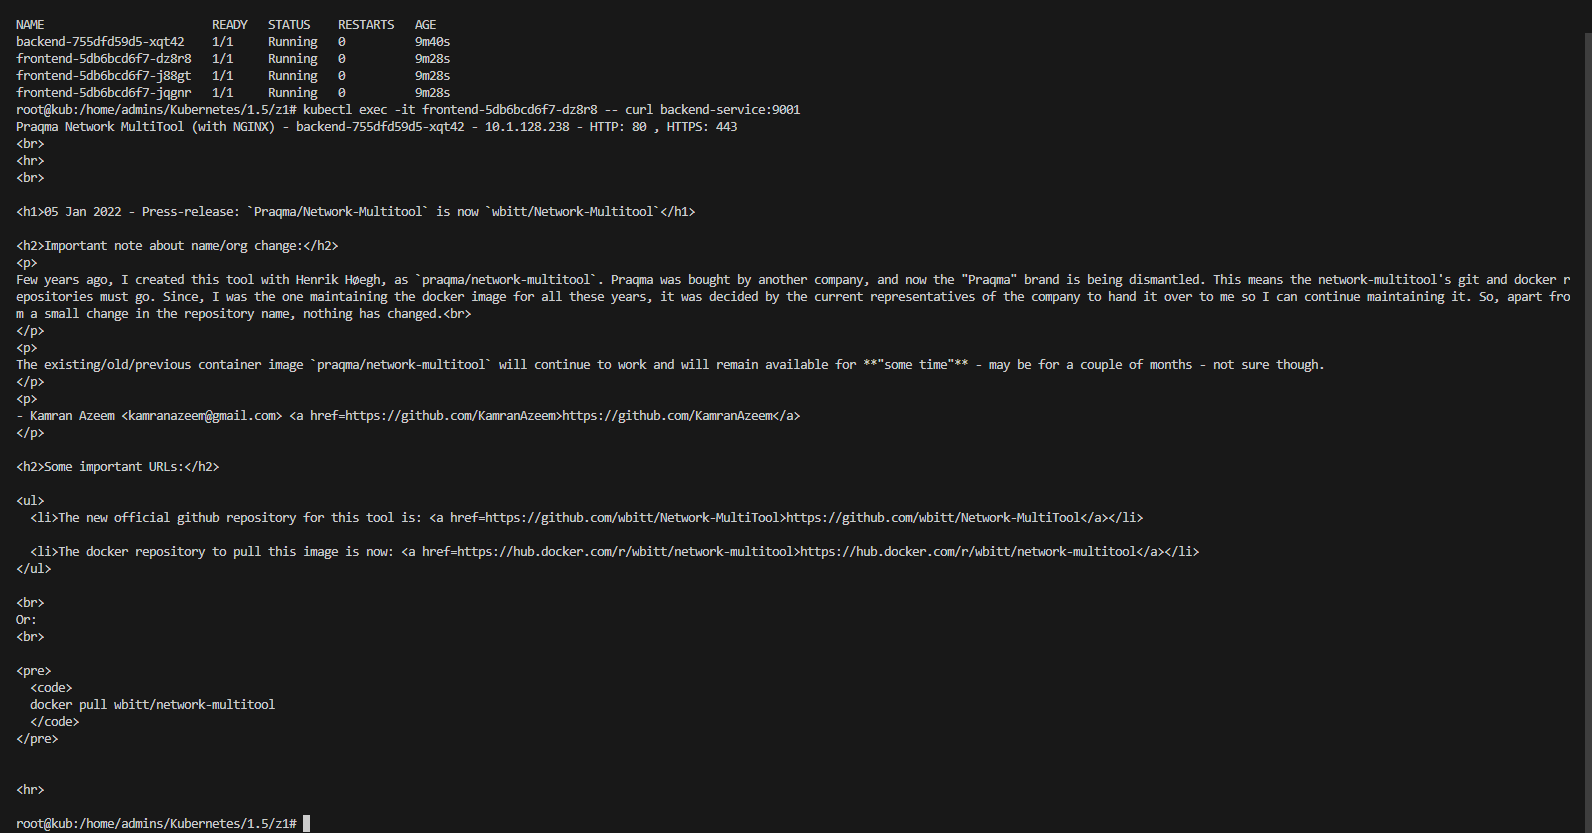 NAME                        READY   STATUS    RESTARTS   AGE
backend-755dfd59d5-xqt42    1/1     Running   0          9m40s
frontend-5db6bcd6f7-dz8r8   1/1     Running   0          9m28s
frontend-5db6bcd6f7-j88gt   1/1     Running   0          9m28s
frontend-5db6bcd6f7-jqgnr   1/1     Running   0          9m28s
root@kub:/home/admins/Kubernetes/1.5/z1# kubectl exec -it frontend-5db6bcd6f7-dz8r8 -- curl backend-service:9001
Praqma Network MultiTool (with NGINX) - backend-755dfd59d5-xqt42 - 10.1.128.238 - HTTP: 80 , HTTPS: 443
<br>
<hr>
<br>

<h1>05 Jan 2022 - Press-release: `Praqma/Network-Multitool` is now `wbitt/Network-Multitool`</h1>

<h2>Important note about name/org change:</h2>
<p>
Few years ago, I created this tool with Henrik Høegh, as `praqma/network-multitool`. Praqma was bought by another company, and now the "Praqma" brand is being dismantled. This means the network-multitool's git and docker r
epositories must go. Since, I was the one maintaining the docker image for all these years, it was decided by the current representatives of the company to hand it over to me so I can continue maintaining it. So, apart fro
m a small change in the repository name, nothing has changed.<br>
</p>
<p>
The existing/old/previous container image `praqma/network-multitool` will continue to work and will remain available for **"some time"** - may be for a couple of months - not sure though.
</p>
<p>
- Kamran Azeem <kamranazeem@gmail.com> <a href=https://github.com/KamranAzeem>https://github.com/KamranAzeem</a>
</p>

<h2>Some important URLs:</h2>

<ul>
  <li>The new official github repository for this tool is: <a href=https://github.com/wbitt/Network-MultiTool>https://github.com/wbitt/Network-MultiTool</a></li>

  <li>The docker repository to pull this image is now: <a href=https://hub.docker.com/r/wbitt/network-multitool>https://hub.docker.com/r/wbitt/network-multitool</a></li>
</ul>

<br>
Or:
<br>

<pre>
  <code>
  docker pull wbitt/network-multitool
  </code>
</pre>


<hr>

root@kub:/home/admins/Kubernetes/1.5/z1#